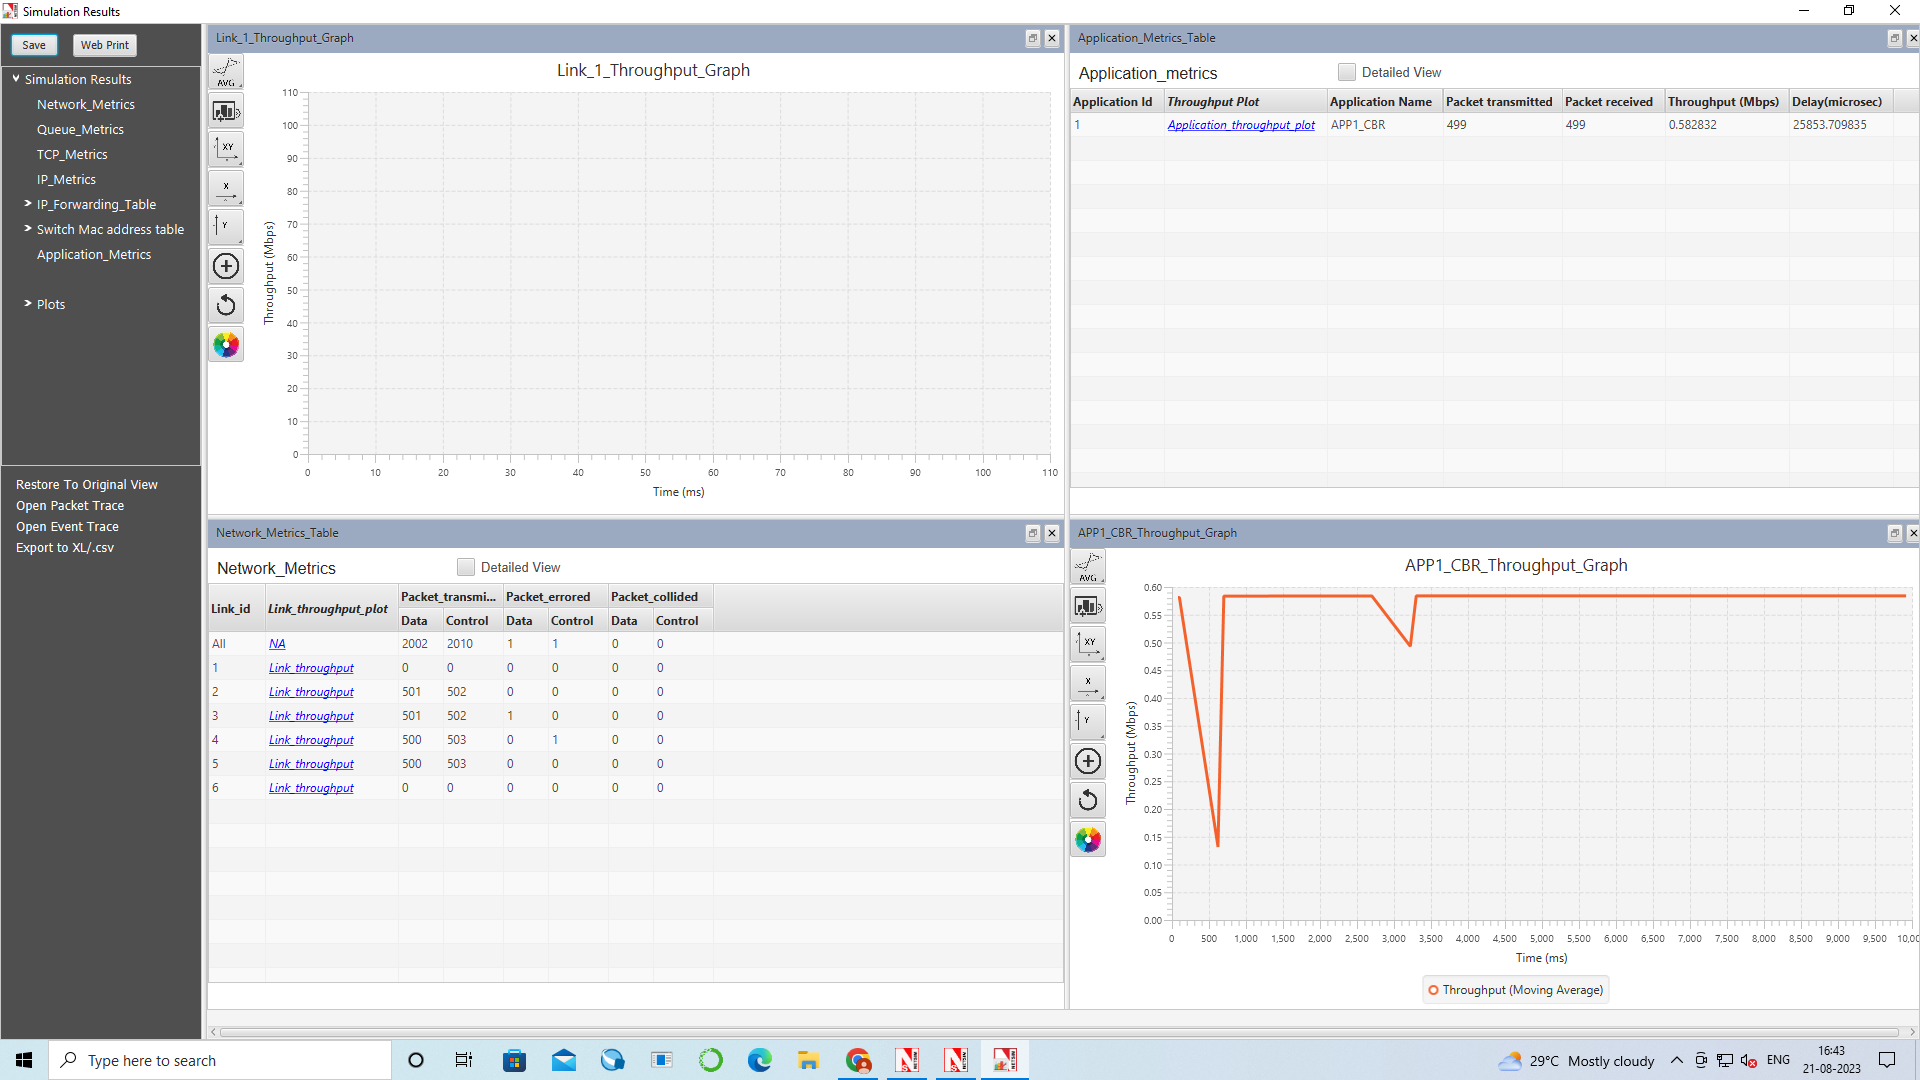 Simulation Results
Save
Web Print
Simulation Results
Network_Metrics
Queue_Metrics
TCP_Metrics
IP_Metrics
IP_Forwarding_Table
Switch Mac address table
Application_Metrics
Plots
Restore To Original View
Open Packet Trace
Open Event Trace
Export to XL/.csv
Link_1_Throughput_Graph
AVG
XY
X
Y
Link_1_Throughput_Graph
Throughput (Mbps)
110
100
90
80
70
60
50
40
30
20
10
0
0 10 20 30 40 50 60 70 80 90 100 110
Time (ms)
Application_Metrics_Table
Application_metrics
Detailed View
Application Id Throughput Plot Application Name Packet transmitted Packet received Throughput (Mbps) Delay(microsec)
1 Application_throughput_plot APP1_CBR 499 499 0.582832 25853.709835
Network_Metrics_Table
Network_Metrics
Detailed View
Link_id Link_throughput_plot Packet_transmi... Packet_errored Packet_collided
Data Control Data Control Data Control
All NA 2002 2010 1 1 0 0
1 Link_throughput 0 0 0 0 0 0
2 Link_throughput 501 502 0 0 0 0
3 Link_throughput 501 502 1 0 0 0
4 Link_throughput 500 503 0 1 0 0
5 Link_throughput 500 503 0 0 0 0
6 Link_throughput 0 0 0 0 0 0
APP1_CBR_Throughput_Graph
AVG
XY
X
Y
APP1_CBR_Throughput_Graph
Throughput (Mbps)
0.60
0.55
0.50
0.45
0.40
0.35
0.30
0.25
0.20
0.15
0.10
0.05
0.00
0 500 1,000 1,500 2,000 2,500 3,000 3,500 4,000 4,500 5,000 5,500 6,000 6,500 7,000 7,500 8,000 8,500 9,000 9,500 10,00
Time (ms)
Throughput (Moving Average)
Type here to search
29°C Mostly cloudy
ENG
16:43
21-08-2023